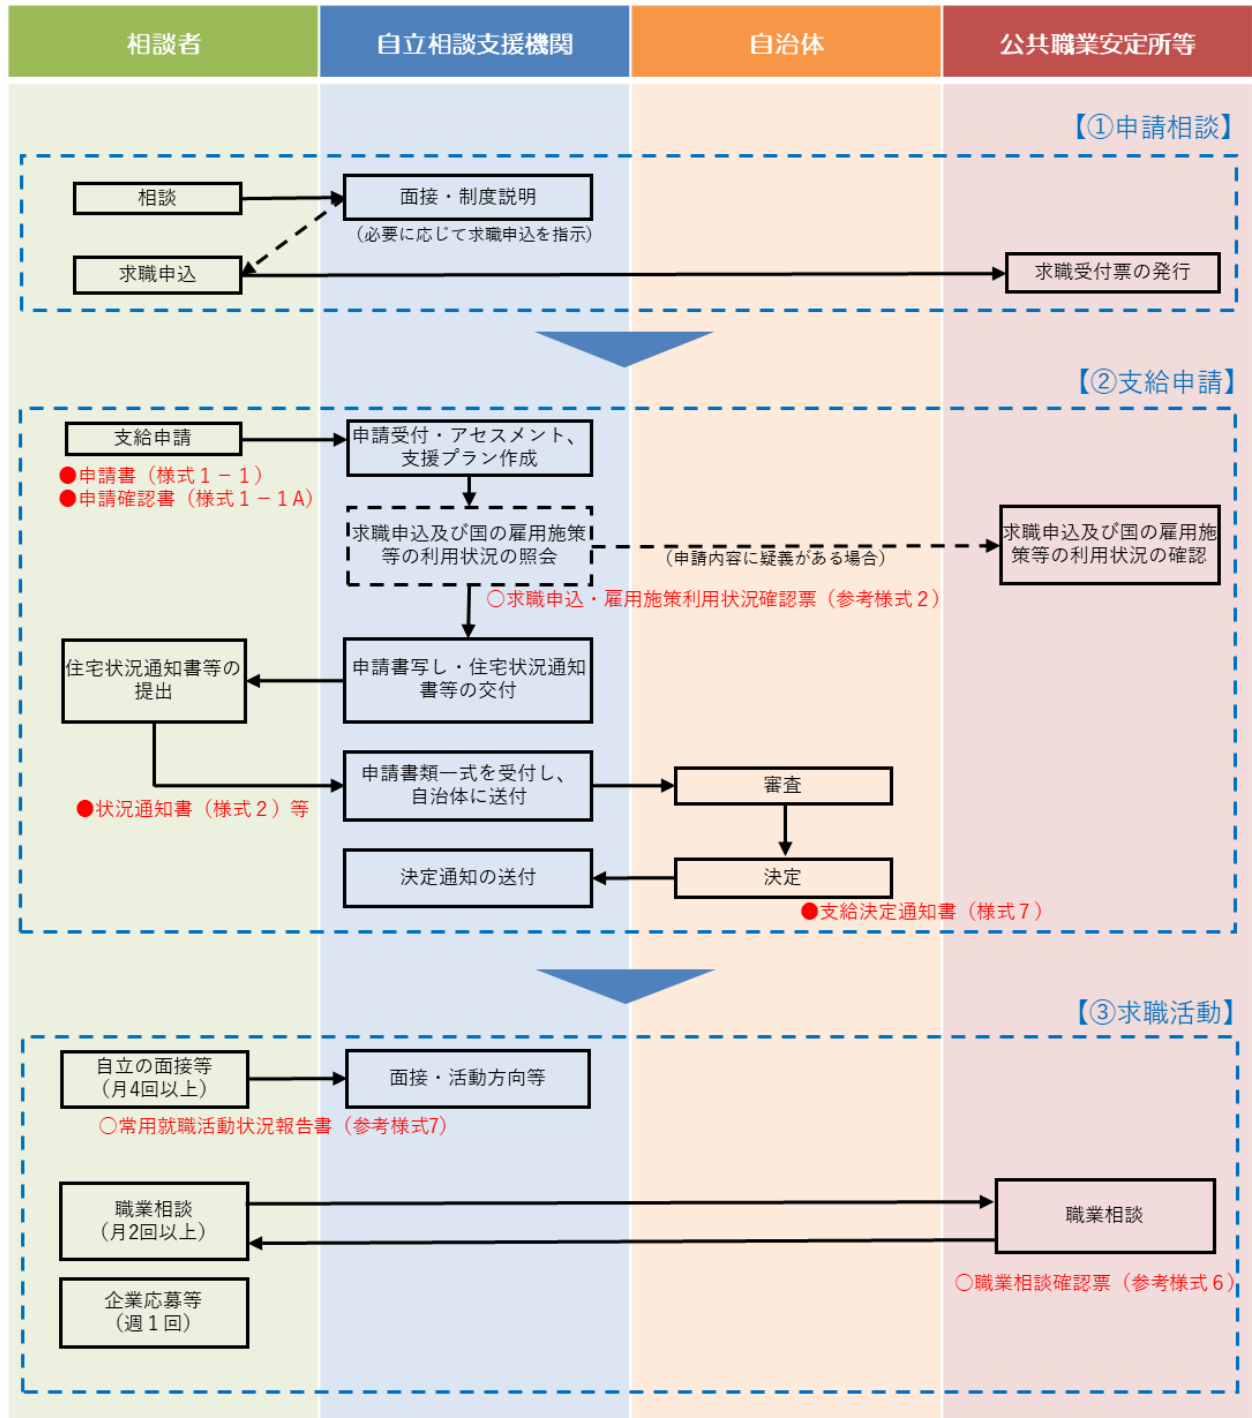 相談者
自立相談支援機関
自治体
公共職業安定所等
【①申請相談】
相談
面接・制度説明
（必要に応じて求職申込を指示）
求職申込
求職受付票の発行
【②支給申請】
支給申請
●申請書（様式１－１）
●申請確認書（様式１－１A）
申請受付・アセスメント、
支援プラン作成
求職申込及び国の雇用施策
等の利用状況の照会
（申請内容に疑義がある場合）
求職申込及び国の雇用施
策等の利用状況の確認
○求職申込・雇用施策利用状況確認票（参考様式２）
住宅状況通知書等の
提出
申請書写し・住宅状況通知
書等の交付
●状況通知書（様式２）等
申請書類一式を受付し、
自治体に送付
審査
決定通知の送付
決定
●支給決定通知書（様式７）
【③求職活動】
自立の面接等
（月4回以上）
面接・活動方向等
○常用就職活動状況報告書（参考様式7）
職業相談
（月2回以上）
職業相談
○職業相談確認票（参考様式６）
企業応募等
（週１回）